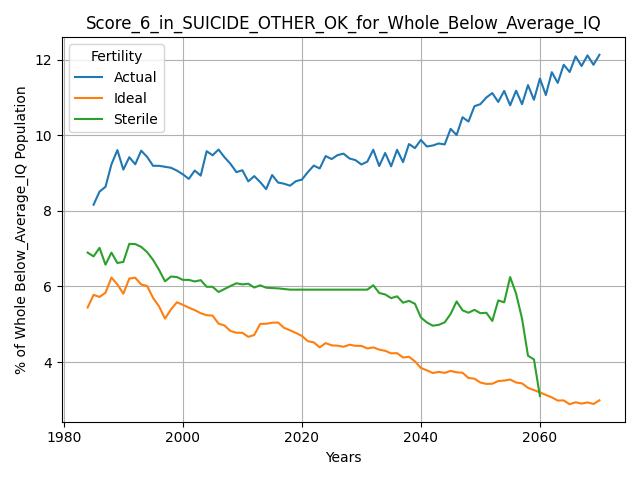 Score_6_in_SUICIDE_OTHER_OK_for_Whole_Below_Average_IQ
Fertility
Actual
Ideal
Sterile
% of Whole Below_Average_IQ Population
12
10
8
6
4
1980
2000
2020
2040
2060
Years